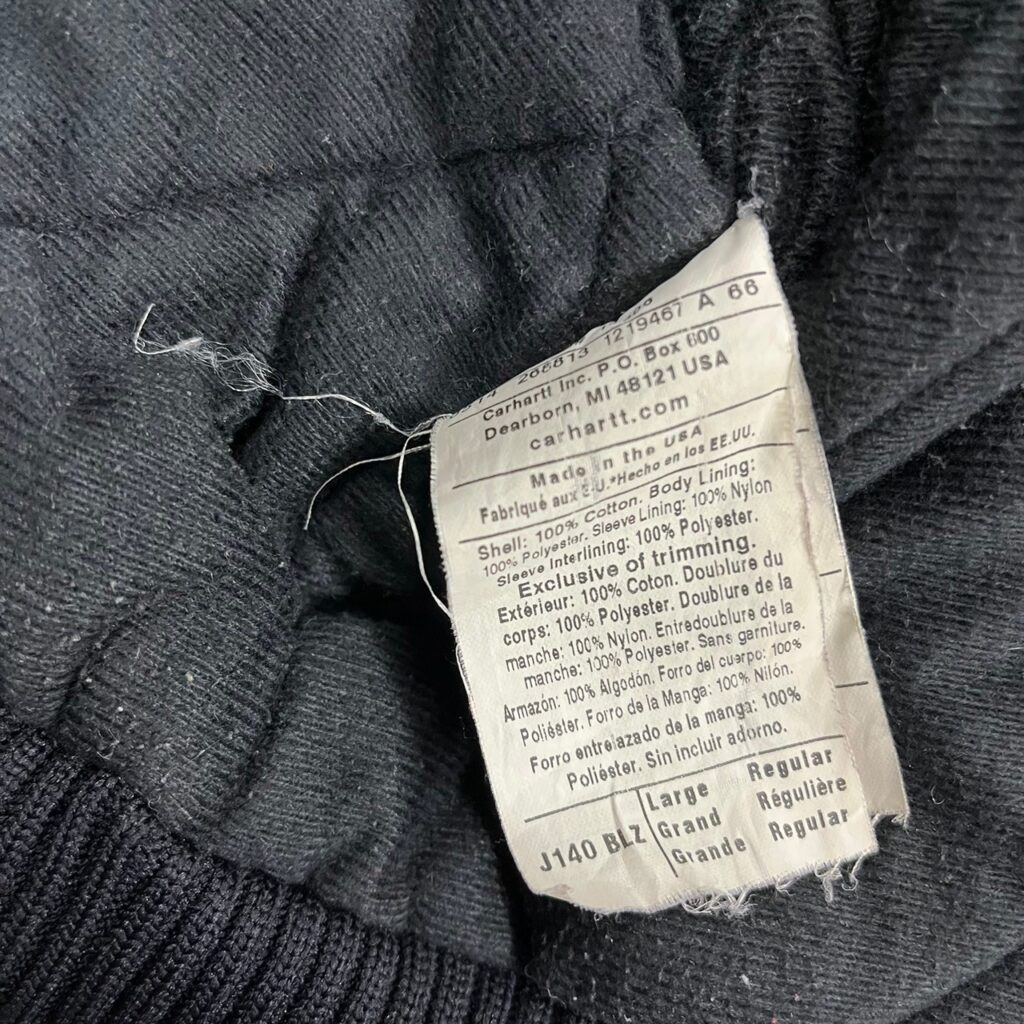 266813 1219467 A 66
Carhartt Inc. P.O. Box 600
Dearborn, MI 48121 USA
carhartt.com
Made in the USA
Fabriqué aux É.U.*Hecho en los EE.UU.
Shell: 100% Cotton. Body Lining:
100% Polyester. Sleeve Lining: 100% Nylon
Sleeve Interlining: 100% Polyester.
Exclusive of trimming.
Extérieur: 100% Coton. Doublure du
corps: 100% Polyester. Doublure de la
manche: 100% Nylon. Entredoublure de la
manche: 100% Polyester. Sans garniture.
Armazón: 100% Algodón. Forro del cuerpo: 100%
Poliéster. Forro de la Manga: 100% Nilón.
Forro entrelazado de la manga: 100%
Poliéster. Sin incluir adorno.
J140 BLZ
Large Regular
Grand Régulière
Grande Regular